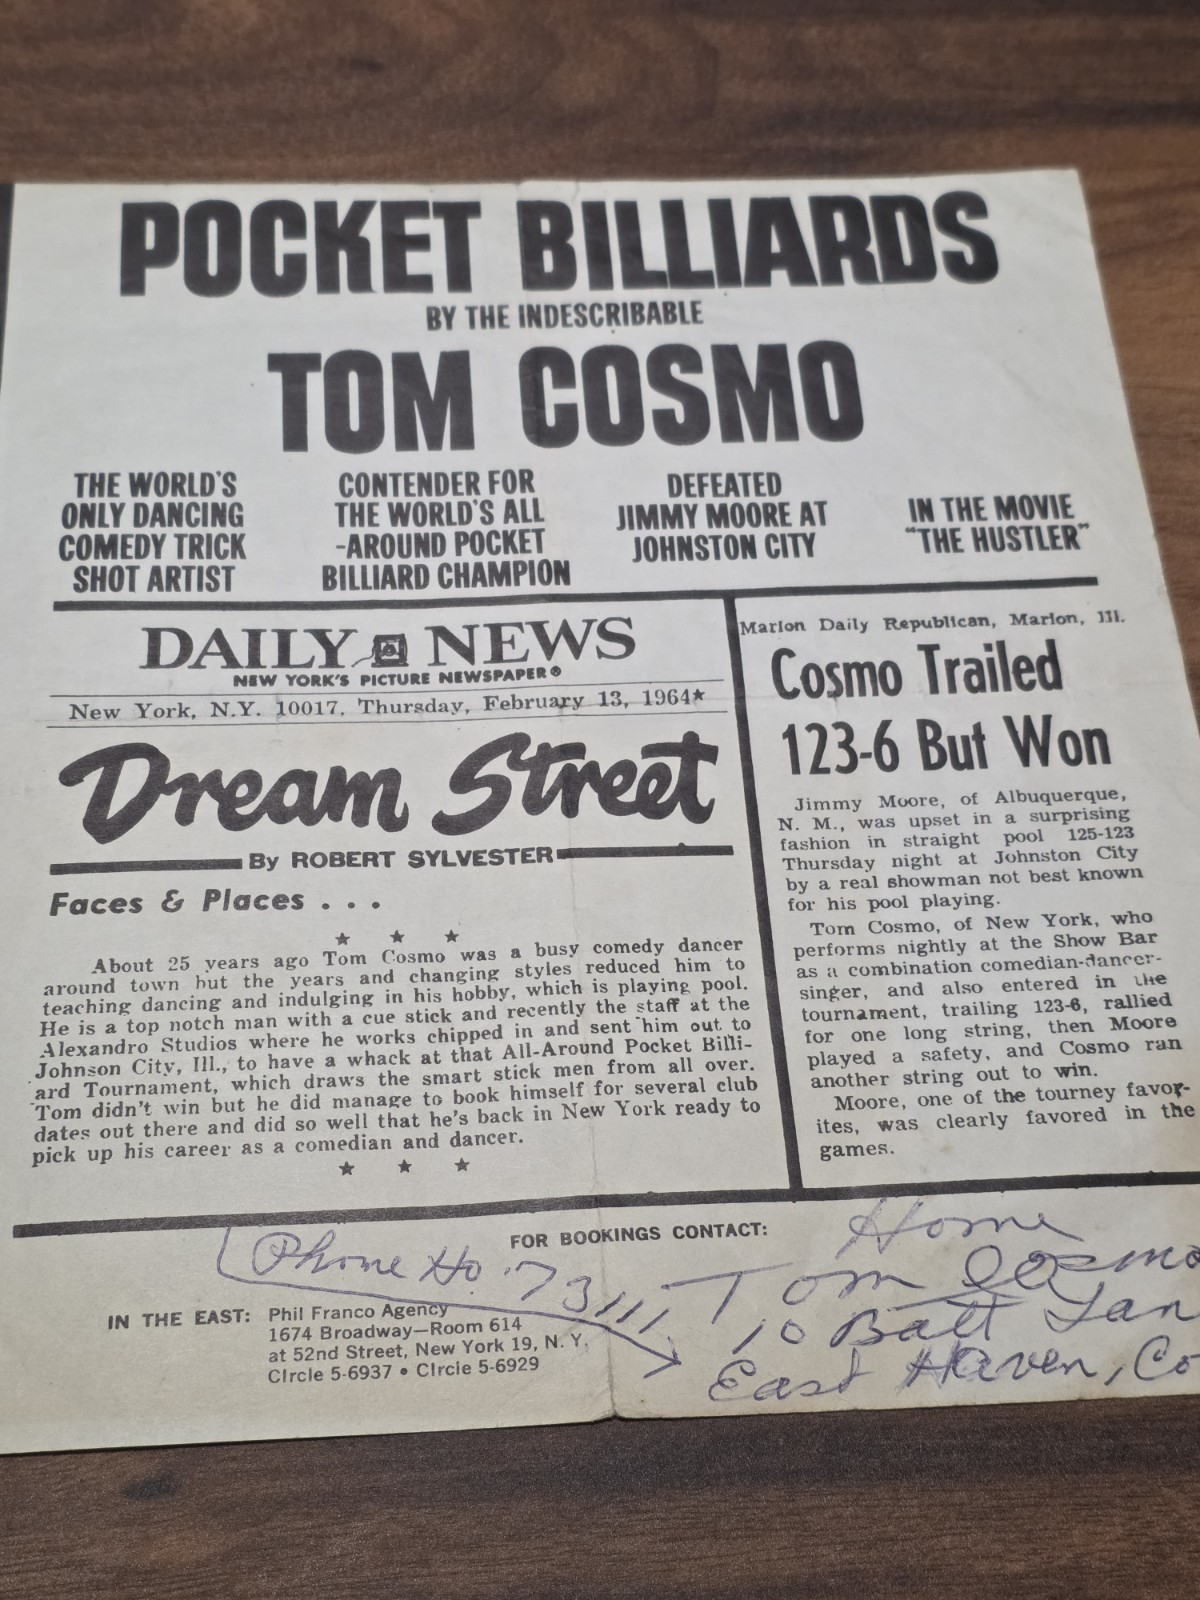 POCKET BILLIARDS
BY THE INDESCRIBABLE
TOM COSMO
THE WORLD'S
ONLY DANCING
COMEDY TRICK
SHOT ARTIST
CONTENDER FOR
THE WORLD'S ALL
-AROUND POCKET
BILLIARD CHAMPION
DEFEATED
JIMMY MOORE AT
JOHNSTON CITY
IN THE MOVIE
"THE HUSTLER"
DAILY NEWS
NEW YORK'S PICTURE NEWSPAPER®
New York, N.Y. 10017, Thursday, February 13, 1964★
Dream Street
By ROBERT SYLVESTER
Faces & Places . . .
★ ★ ★
About 25 years ago Tom Cosmo was a busy comedy dancer
around town but the years and changing styles reduced him to
teaching dancing and indulging in his hobby, which is playing pool.
He is a top notch man with a cue stick and recently the staff at the
Alexandro Studios where he works chipped in and sent him out to
Johnson City, Ill., to have a whack at that All-Around Pocket Billi-
ard Tournament, which draws the smart stick men from all over.
Tom didn't win but he did manage to book himself for several club
dates out there and did so well that he's back in New York ready to
pick up his career as a comedian and dancer.
★ ★ ★
Marion Daily Republican, Marion, Ill.
Cosmo Trailed
123-6 But Won
Jimmy Moore, of Albuquerque,
N. M., was upset in a surprising
fashion in straight pool 125-123
Thursday night at Johnston City
by a real showman not best known
for his pool playing.
Tom Cosmo, of New York, who
performs nightly at the Show Bar
as a combination comedian-dancer-
singer, and also entered in the
tournament, trailing 123-6, rallied
for one long string, then Moore
played a safety, and Cosmo ran
another string out to win.
Moore, one of the tourney favor-
ites, was clearly favored in the
games.
FOR BOOKINGS CONTACT:
IN THE EAST: Phil Franco Agency
1674 Broadway—Room 614
at 52nd Street, New York 19, N. Y.
CIrcle 5-6937 • CIrcle 5-6929
Phone No. 73111
Home
Tom Cosmo
10 Batt Lan
East Haven, Co